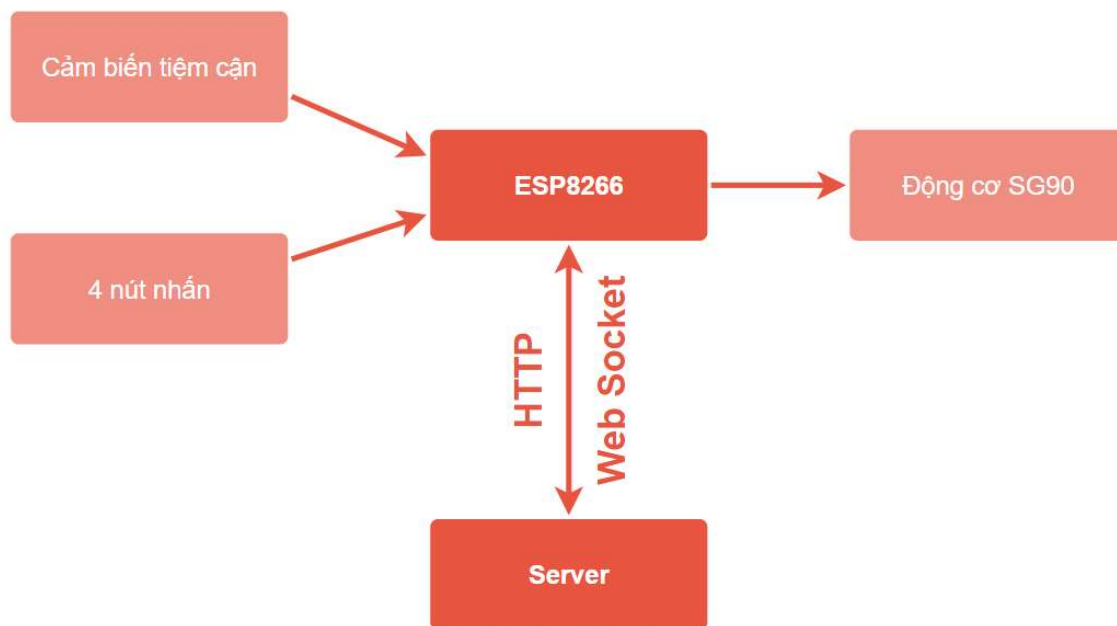 Cảm biến tiệm cận
ESP8266
Động cơ SG90
4 nút nhấn
HTTP
Web Socket
Server